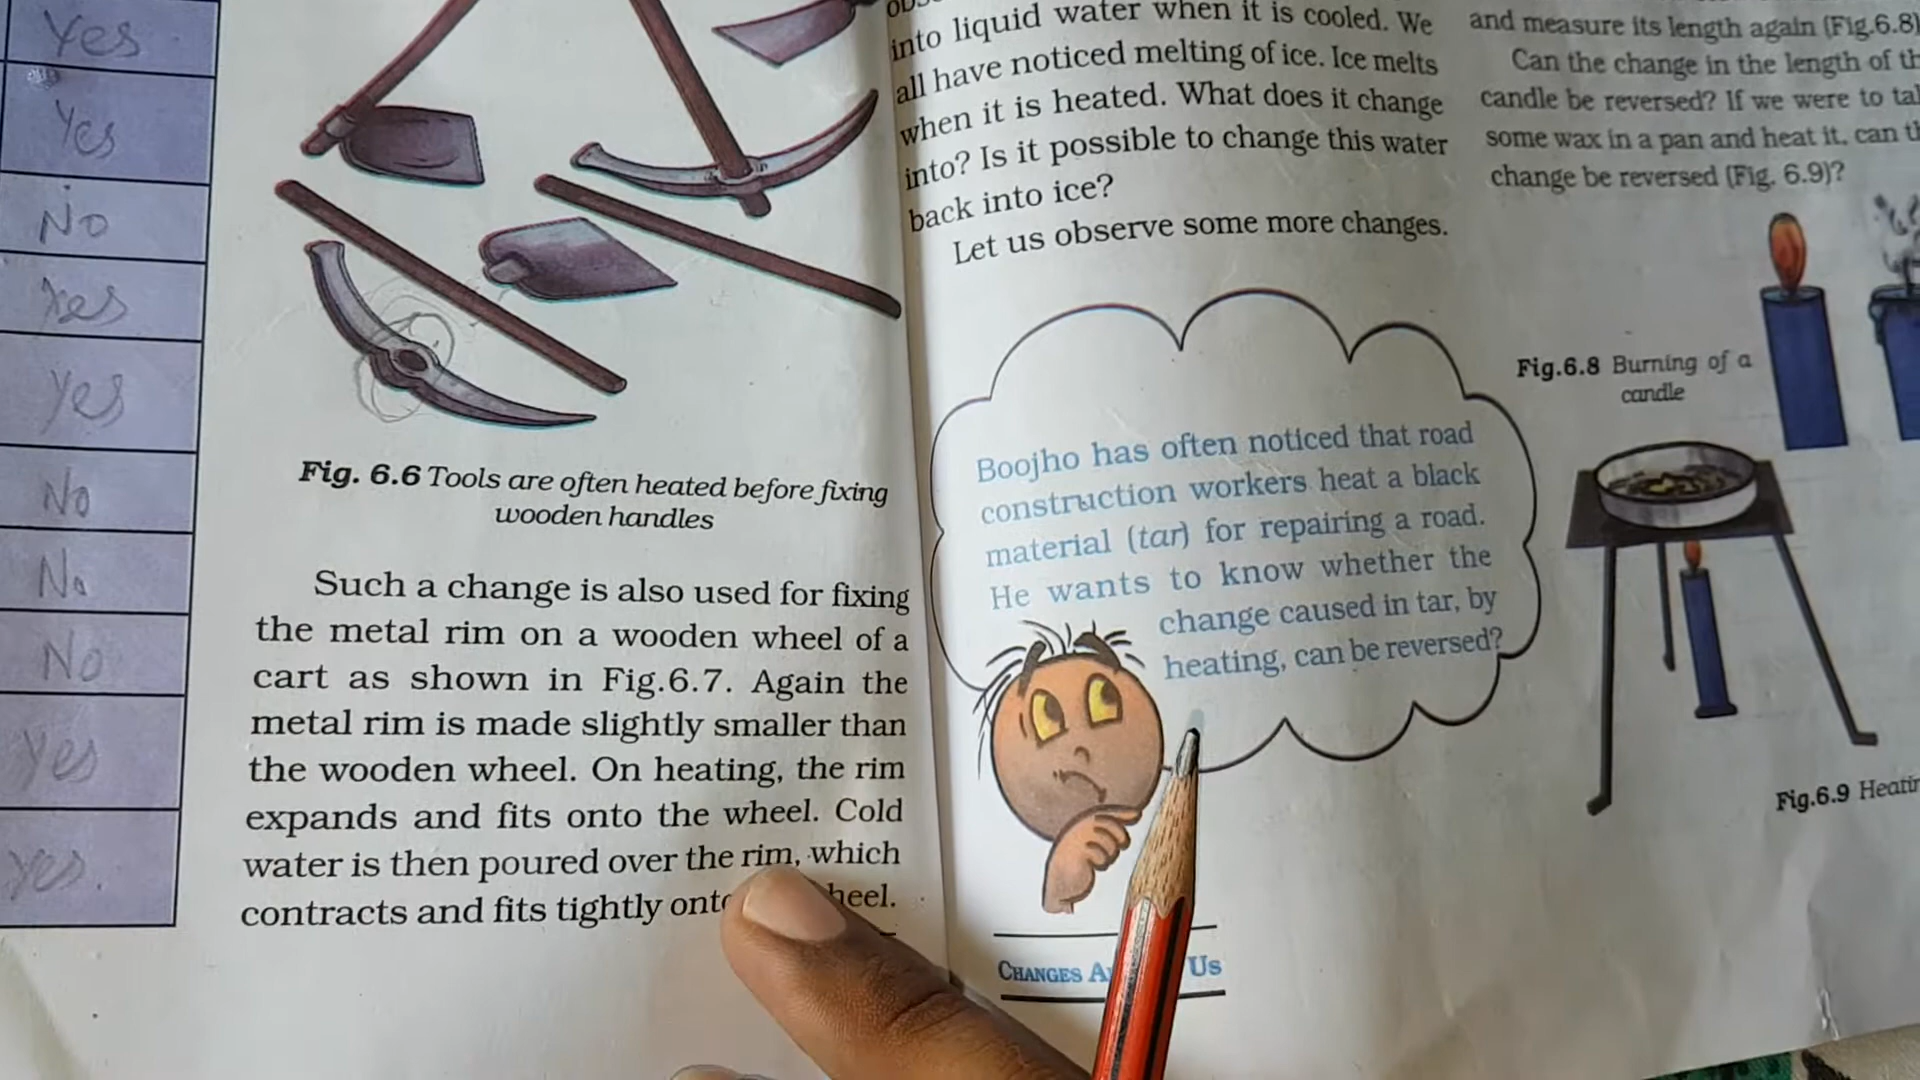 Yes
Yes
No
Yes
Yes
No
No
No
Yes
Yes.
Fig. 6.6 Tools are often heated before fixing
wooden handles
Such a change is also used for fixing
the metal rim on a wooden wheel of a
cart as shown in Fig.6.7. Again the
metal rim is made slightly smaller than
the wooden wheel. On heating, the rim
expands and fits onto the wheel. Cold
water is then poured over the rim, which
contracts and fits tightly onto heel.
into liquid water when it is cooled. We
all have noticed melting of ice. Ice melts
when it is heated. What does it change
into? Is it possible to change this water
back into ice?
Let us observe some more changes.
Boojho has often noticed that road
construction workers heat a black
material (tar) for repairing a road.
He wants to know whether the
change caused in tar, by
heating, can be reversed?
CHANGES A Us
and measure its length again (Fig.6.8)
Can the change in the length of th
candle be reversed? If we were to tak
some wax in a pan and heat it, can th
change be reversed (Fig. 6.9)?
Fig.6.8 Burning of a
candle
Fig.6.9 Heatin